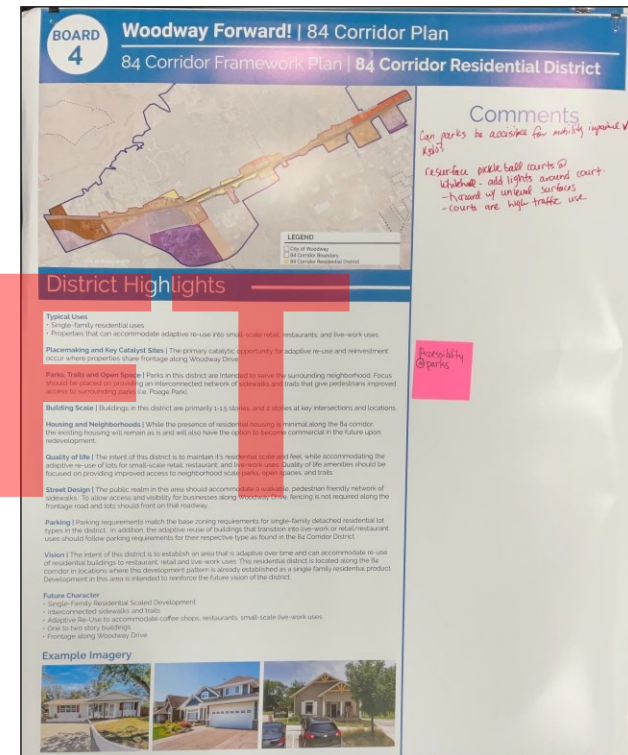 BOARD
4
Woodway Forward! | 84 Corridor Plan
84 Corridor Framework Plan | 84 Corridor Residential District
LEGEND
City of Woodway
84 Corridor Boundary
84 Corridor Residential District
Comments
Can parks be accisible for mobility impaired
Kids?
resurface pickleball courts @
Whitehall - add lights around court
- hazard w/ unlevel surfaces
- courts are high traffic use
Accessibility
@parks
District Highlights
Typical Uses
• Single-family residential uses
• Properties that can accommodate adaptive re-use into small-scale retail, restaurants, and live-work uses
Placemaking and Key Catalyst Sites | The primary catalytic opportunity for adaptive re-use and reinvestment
occur where properties share frontage along Woodway Drive.
Parks, Trails and Open Space | Parks in this district are intended to serve the surrounding neighborhood. Focus
should be placed on providing an interconnected network of sidewalks and trails that give pedestrians improved
access to surrounding parks (i.e. Poage Park).
Building Scale | Buildings in this district are primarily 1-1.5 stories, and 2 stories at key intersections and locations.
Housing and Neighborhoods | While the presence of residential housing is minimal along the 84 corridor,
the existing housing will remain as is and will also have the option to become commercial in the future upon
redevelopment.
Quality of life | The intent of this district is to maintain it's residential scale and feel, while accommodating the
adaptive re-use of lots for small-scale retail, restaurant, and live-work uses. Quality of life amenities should be
focused on providing improved access to neighborhood scale parks, open spaces, and trails.
Street Design | The public realm in this area should accommodate a walkable, pedestrian friendly network of
sidewalks. To allow access and visibility for businesses along Woodway Drive, fencing is not required along the
frontage road and lots should front on that roadway.
Parking | Parking requirements match the base zoning requirements for single-family detached residential lot
types in the district. In addition, the adaptive reuse of buildings that transition into live-work or retail/restaurant
uses should follow parking requirements for their respective type as found in the 84 Corridor District.
Vision | The intent of this district is to establish an area that is adaptive over time and can accommodate re-use
of residential buildings to restaurant, retail and live-work uses. This residential district is located along the 84
corridor in locations where this development pattern is already established as a single family residential product.
Development in this area is intended to reinforce the future vision of the district.
Future Character
• Single-Family Residential Scaled Development
• Interconnected sidewalks and trails
• Adaptive Re-Use to accommodate coffee shops, restaurants, small-scale live-work uses.
• One to two story buildings
• Frontage along Woodway Drive
Example Imagery